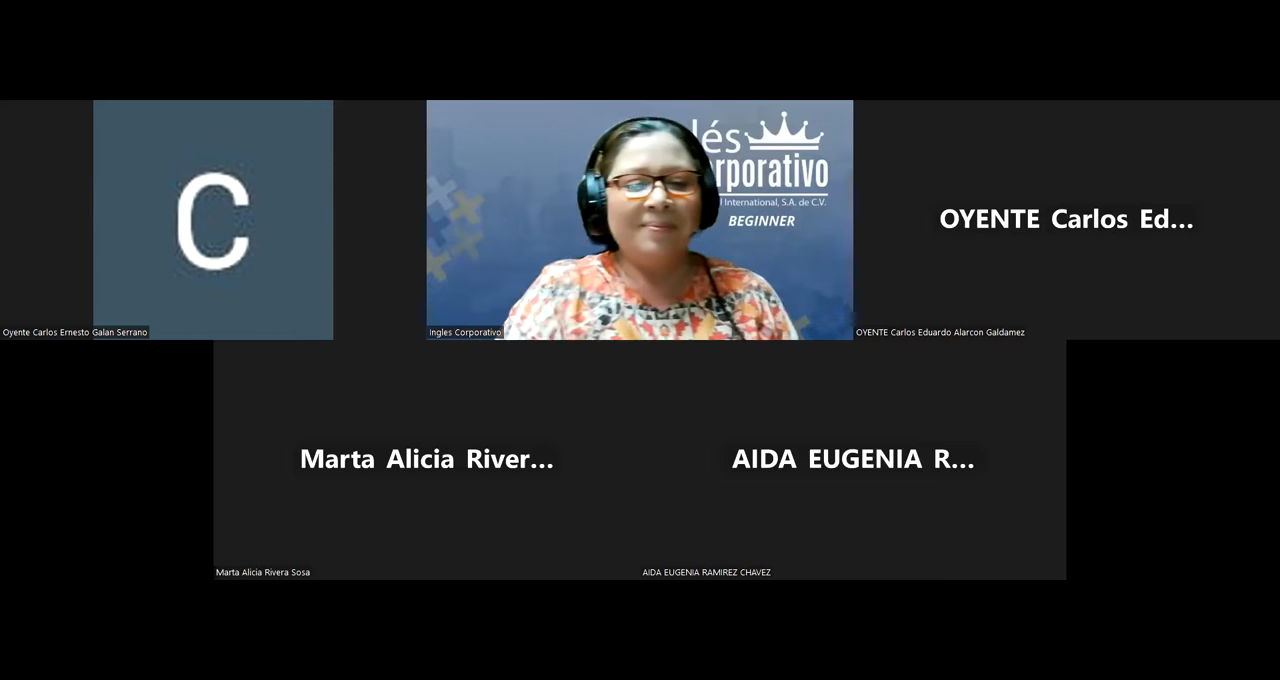 C
Oyente Carlos Ernesto Galan Serrano
lés
rporativo
l International, S.A. de C.V.
BEGINNER
Ingles Corporativo
OYENTE Carlos Ed...
OYENTE Carlos Eduardo Alarcon Galdamez
Marta Alicia River...
Marta Alicia Rivera Sosa
AIDA EUGENIA R...
AIDA EUGENIA RAMIREZ CHAVEZ